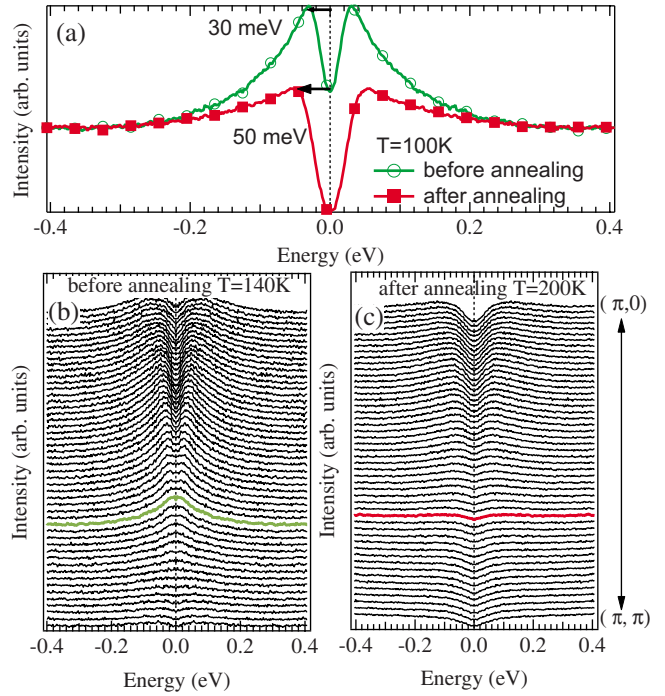 (a)
30 meV
50 meV
T=100K
before annealing
after annealing
Intensity (arb. units)
-0.4 -0.2 0.0 0.2 0.4
Energy (eV)
before annealing T=140K
(b)
Intensity (arb. units)
-0.4 -0.2 0.0 0.2 0.4
Energy (eV)
after annealing T=200K
(c)
Intensity (arb. units)
-0.4 -0.2 0.0 0.2 0.4
Energy (eV)
(π,0)
(π,π)